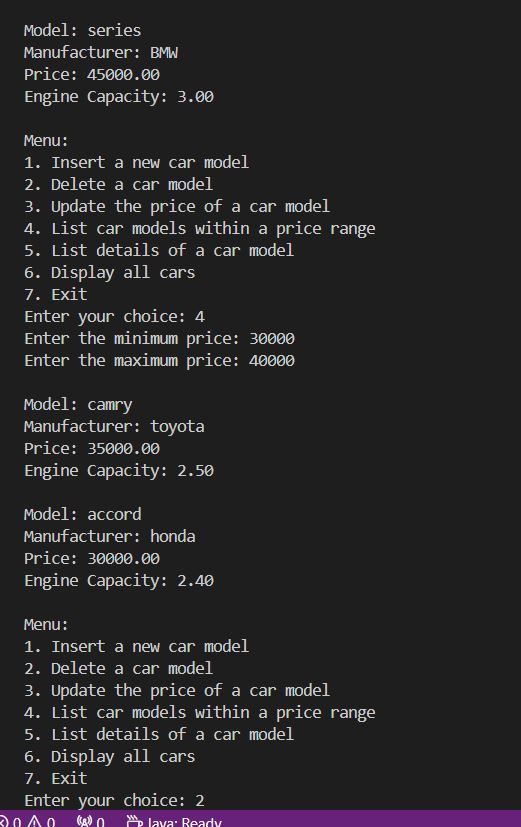 Model: series
Manufacturer: BMW
Price: 45000.00
Engine Capacity: 3.00
Menu:
1. Insert a new car model
2. Delete a car model
3. Update the price of a car model
4. List car models within a price range
5. List details of a car model
6. Display all cars
7. Exit
Enter your choice: 4
Enter the minimum price: 30000
Enter the maximum price: 40000
Model: camry
Manufacturer: toyota
Price: 35000.00
Engine Capacity: 2.50
Model: accord
Manufacturer: honda
Price: 30000.00
Engine Capacity: 2.40
Menu:
1. Insert a new car model
2. Delete a car model
3. Update the price of a car model
4. List car models within a price range
5. List details of a car model
6. Display all cars
7. Exit
Enter your choice: 2
0 0 0 Java: Ready